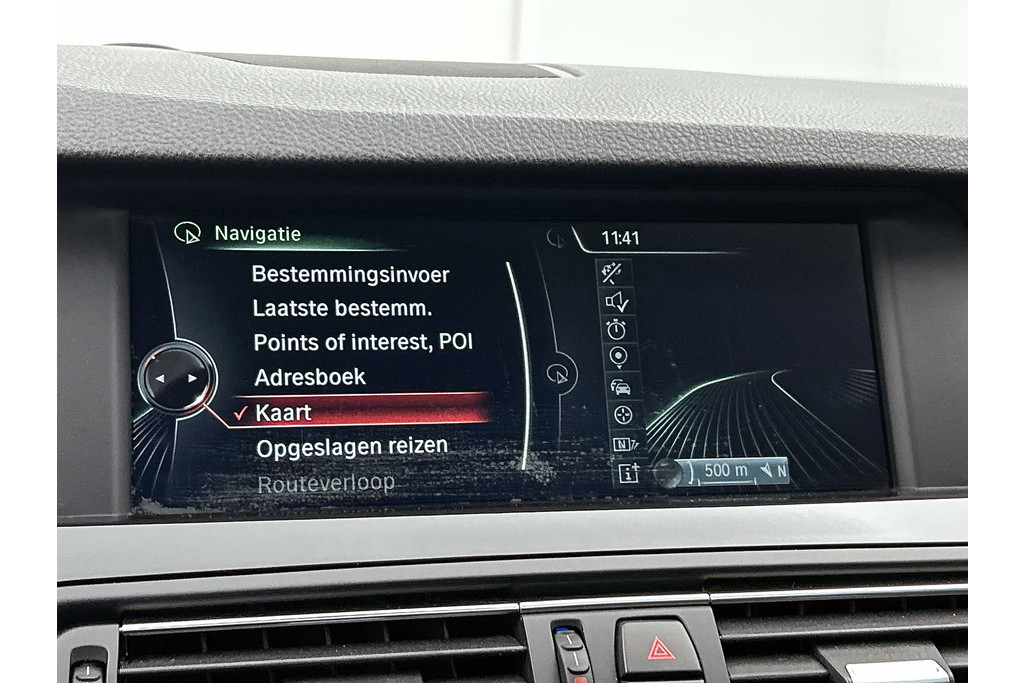 Navigatie
11:41
Bestemmingsinvoer
Laatste bestemm.
Points of interest, POI
Adresboek
Kaart
Opgeslagen reizen
Routeverloop
500 m
N